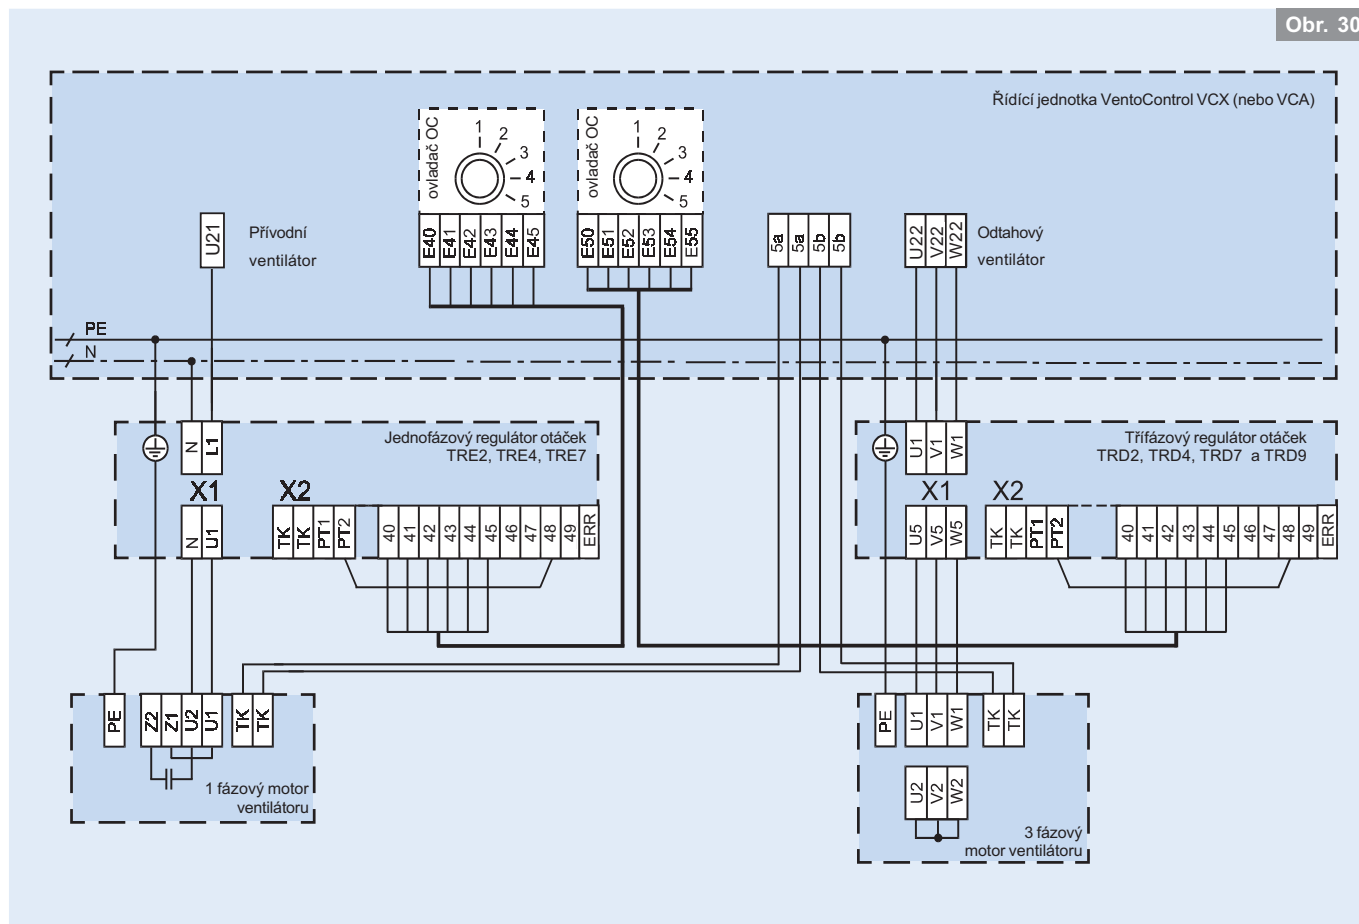 Obr. 30
Řídící jednotka VentoControl VCX (nebo VCA)
ovladač OC
1
2
3
4
5
ovladač OC
1
2
3
4
5
U21
Přívodní
ventilátor
E40
E41
E42
E43
E44
E45
E50
E51
E52
E53
E54
E55
5a
5a
5b
5b
U22
V22
W22
Odtahový
ventilátor
PE
N
N
L1
Jednofázový regulátor otáček
TRE2, TRE4, TRE7
X1
X2
N
U1
TK
TK
PT1
PT2
40
41
42
43
44
45
46
47
48
49
ERR
U1
V1
W1
Třífázový regulátor otáček
TRD2, TRD4, TRD7 a TRD9
X1
X2
U5
V5
W5
TK
TK
PT1
PT2
40
41
42
43
44
45
46
47
48
49
ERR
PE
Z2
Z1
U2
U1
TK
TK
1 fázový motor
ventilátoru
PE
U1
V1
W1
TK
TK
U2
V2
W2
3 fázový
motor ventilátoru